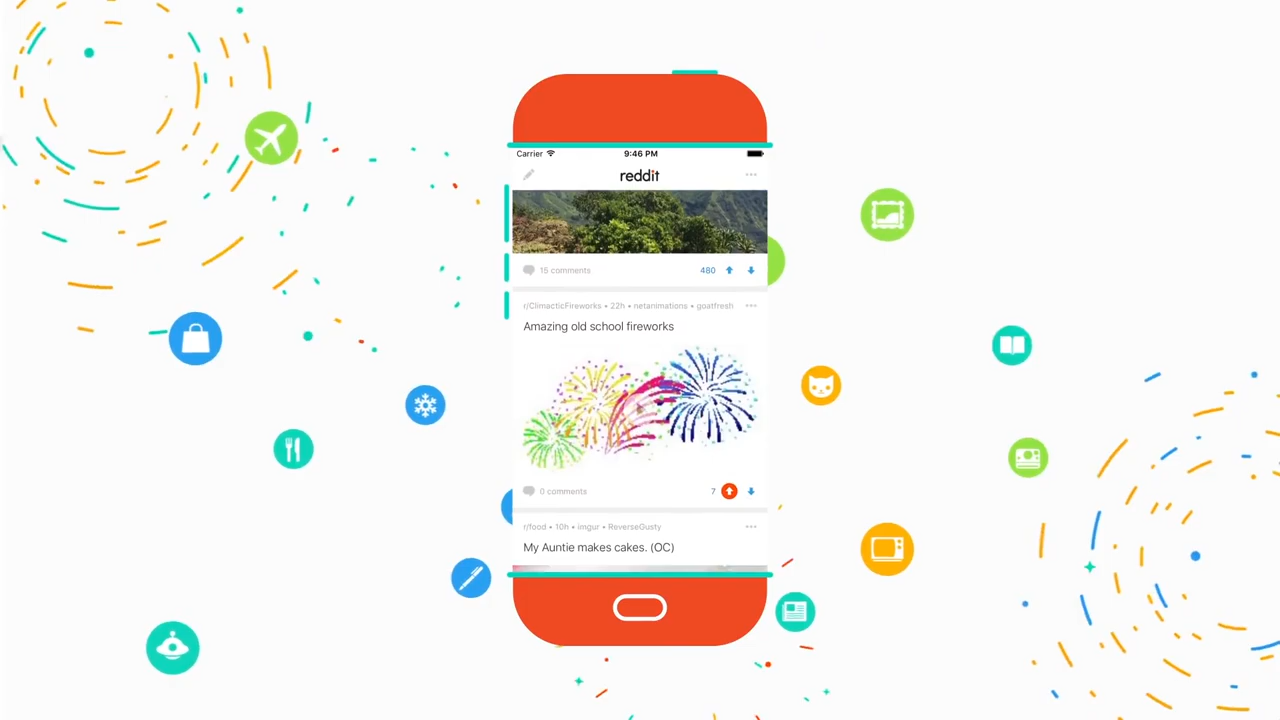 Carrier 9:46 PM
reddit
15 comments 480
r/ClimacticFireworks • 22h • netanimations • goatfresh
Amazing old school fireworks
0 comments 7
r/food • 10h • imgur • ReverseGusty
My Auntie makes cakes. (OC)